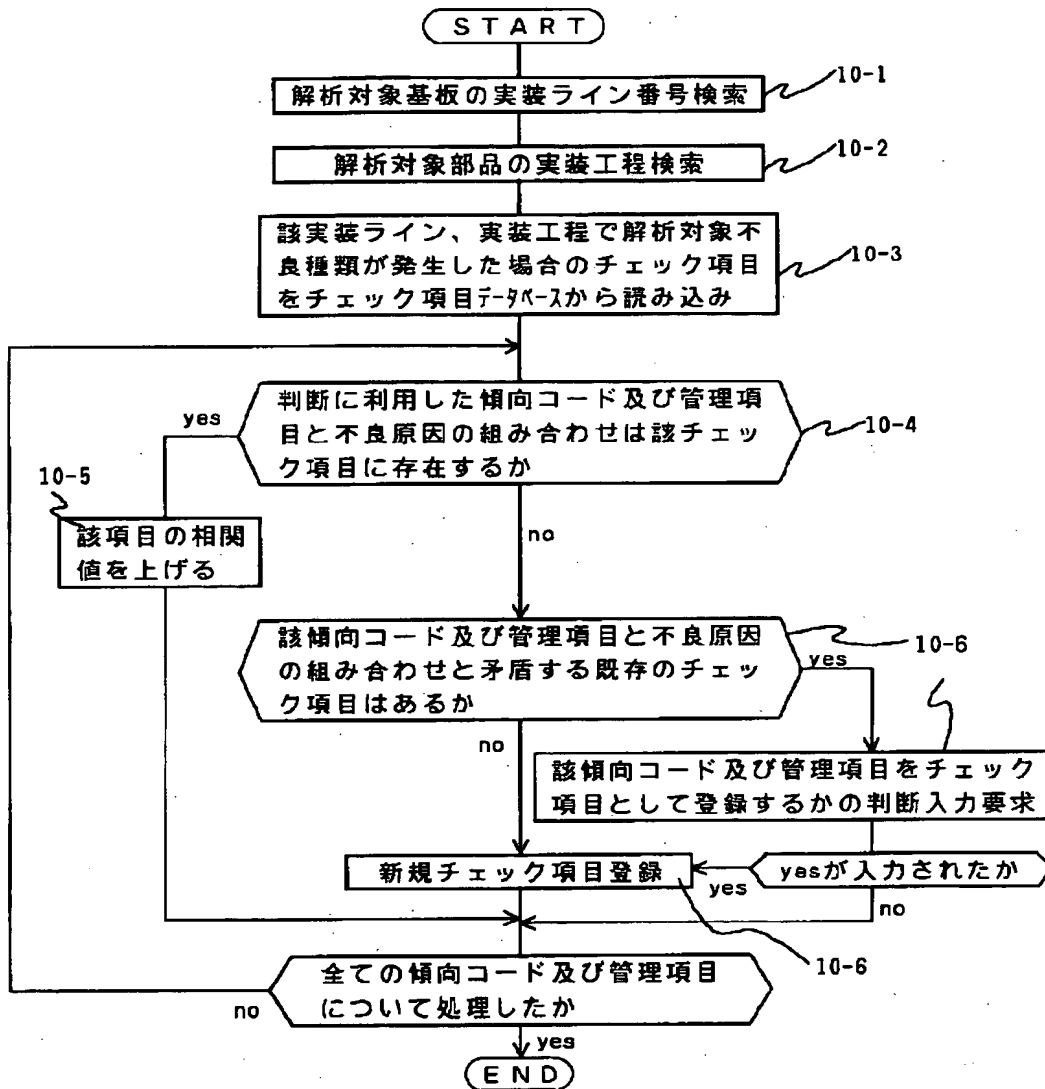 START
10-1
解析対象基板の実装ライン番号検索
10-2
解析対象部品の実装工程検索
該実装ライン、実装工程で解析対象不
良種類が発生した場合のチェック項目
をチェック項目データベースから読み込み
10-3
yes
判断に利用した傾向コード及び管理項
目と不良原因の組み合わせは該チェッ
ク項目に存在するか
10-4
10-5
該項目の相関
値を上げる
no
該傾向コード及び管理項目と不良原因
の組み合わせと矛盾する既存のチェッ
ク項目はあるか
10-6
yes
no
該傾向コード及び管理項目をチェック
項目として登録するかの判断入力要求
新規チェック項目登録
yes
yesが入力されたか
no
10-6
全ての傾向コード及び管理項目
について処理したか
no
yes
END